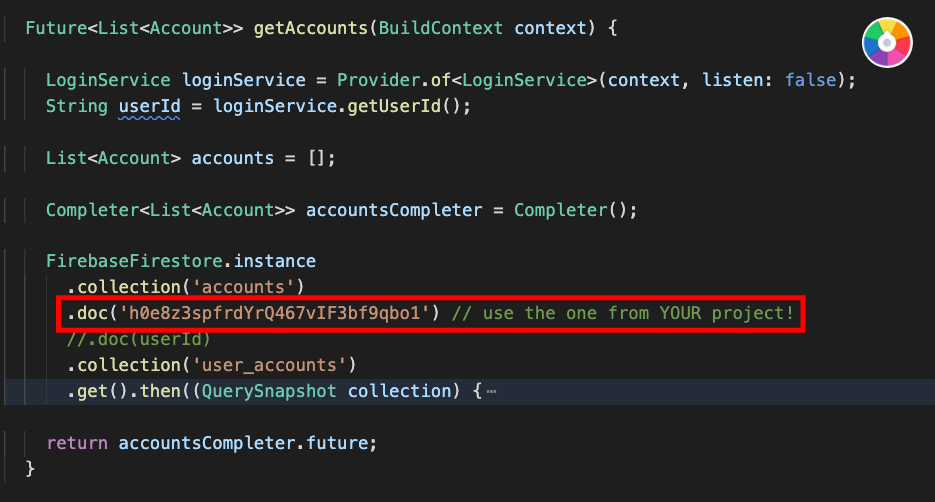 Future<List<Account>> getAccounts(BuildContext context) {
LoginService loginService = Provider.of<LoginService>(context, listen: false);
String userId = loginService.getUserId();
List<Account> accounts = [];
Completer<List<Account>> accountsCompleter = Completer();
FirebaseFirestore.instance
.collection('accounts')
.doc('h0e8z3spfrdYrQ467vIF3bf9qbo1') // use the one from YOUR project!
//.doc(userId)
.collection('user_accounts')
.get().then((QuerySnapshot collection) {…
return accountsCompleter.future;
}